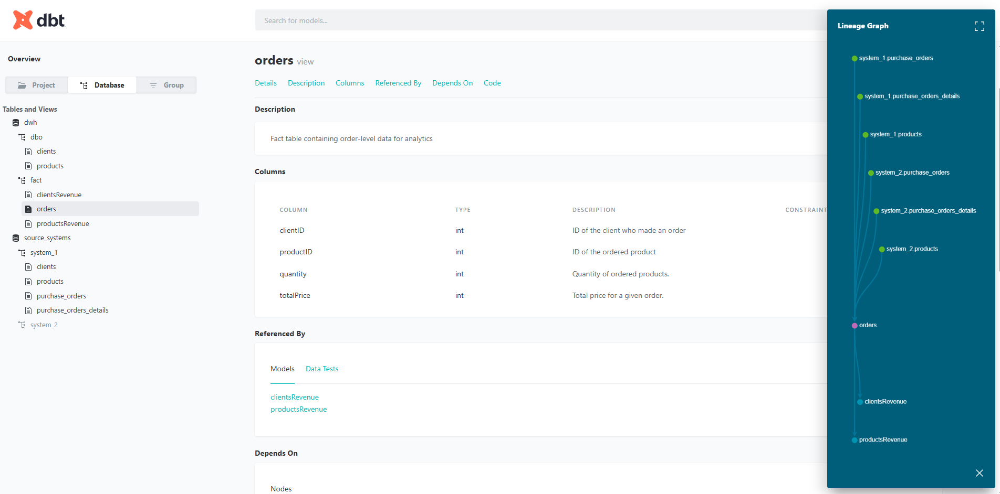 dbt
Search for models...
Overview
Project Database Group
Tables and Views
dwh
dbo
clients
products
fact
clientsRevenue
orders
productsRevenue
source_systems
system_1
clients
products
purchase_orders
purchase_orders_details
system_2
orders view
Details Description Columns Referenced By Depends On Code
Description
Fact table containing order-level data for analytics
Columns
COLUMN TYPE DESCRIPTION CONSTRAINT
clientID int ID of the client who made an order
productID int ID of the ordered product
quantity int Quantity of ordered products.
totalPrice int Total price for a given order.
Referenced By
Models Data Tests
clientsRevenue
productsRevenue
Depends On
Nodes
Lineage Graph
system_1.purchase_orders
system_1.purchase_orders_details
system_1.products
system_2.purchase_orders
system_2.purchase_orders_details
system_2.products
orders
clientsRevenue
productsRevenue